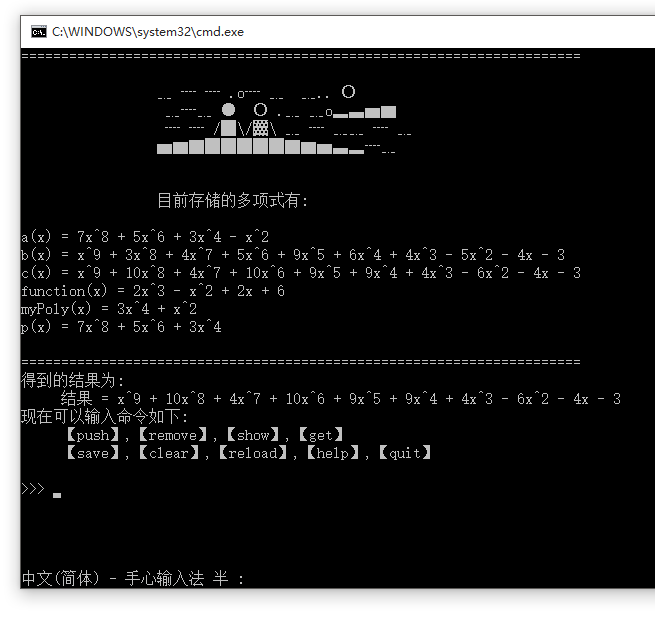 C:\WINDOWS\system32\cmd.exe
目前存储的多项式有:
a(x) = 7x^8 + 5x^6 + 3x^4 - x^2
b(x) = x^9 + 3x^8 + 4x^7 + 5x^6 + 9x^5 + 6x^4 + 4x^3 - 5x^2 - 4x - 3
c(x) = x^9 + 10x^8 + 4x^7 + 10x^6 + 9x^5 + 9x^4 + 4x^3 - 6x^2 - 4x - 3
function(x) = 2x^3 - x^2 + 2x + 6
myPoly(x) = 3x^4 + x^2
p(x) = 7x^8 + 5x^6 + 3x^4
得到的结果为:
结果 = x^9 + 10x^8 + 4x^7 + 10x^6 + 9x^5 + 9x^4 + 4x^3 - 6x^2 - 4x - 3
现在可以输入命令如下:
【push】,【remove】,【show】,【get】
【save】,【clear】,【reload】,【help】,【quit】
>>>
中文(简体) - 手心输入法 半 :